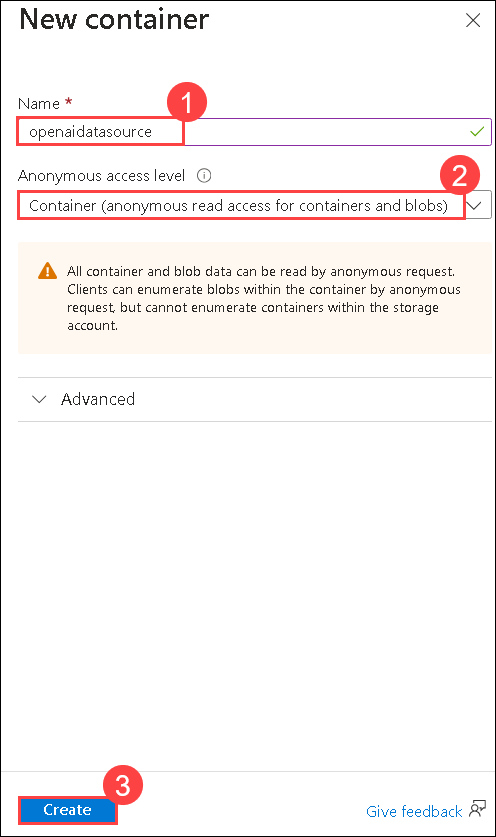 New container
Name *
1
openaidatasource
Anonymous access level
2
Container (anonymous read access for containers and blobs)
All container and blob data can be read by anonymous request.
Clients can enumerate blobs within the container by anonymous
request, but cannot enumerate containers within the storage
account.
Advanced
3
Create
Give feedback